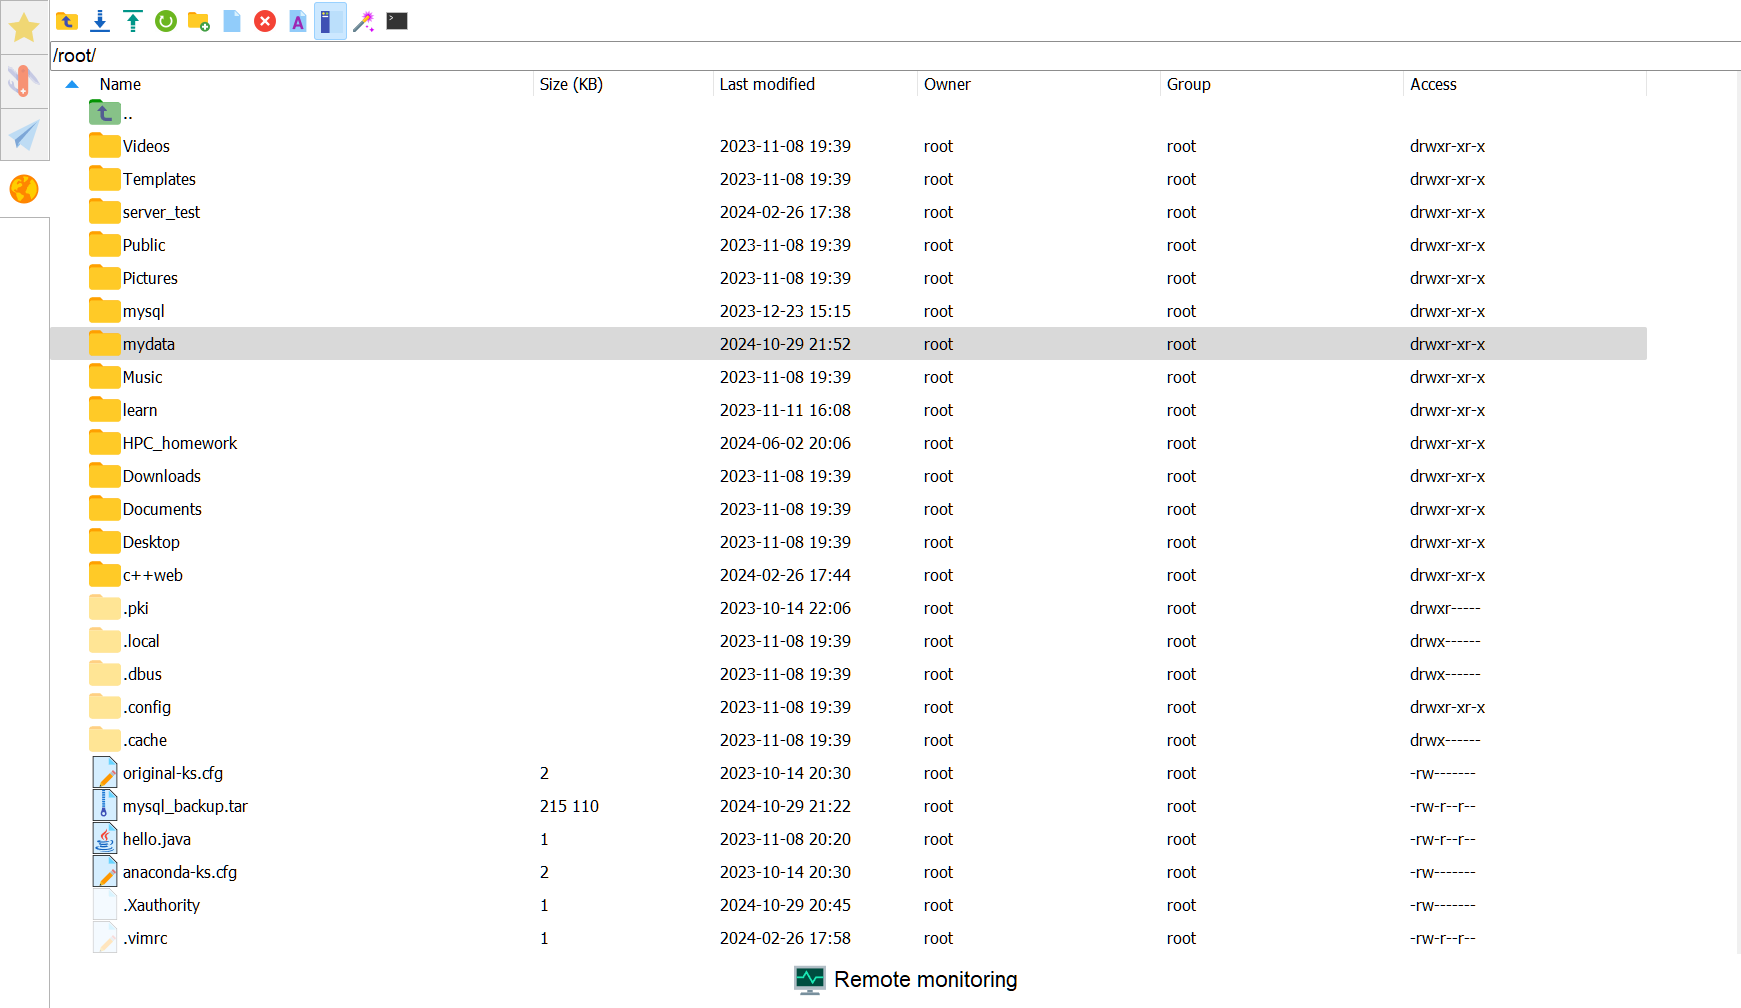 /root/
Name Size (KB) Last modified Owner Group Access
..
Videos 2023-11-08 19:39 root root drwxr-xr-x
Templates 2023-11-08 19:39 root root drwxr-xr-x
server_test 2024-02-26 17:38 root root drwxr-xr-x
Public 2023-11-08 19:39 root root drwxr-xr-x
Pictures 2023-11-08 19:39 root root drwxr-xr-x
mysql 2023-12-23 15:15 root root drwxr-xr-x
mydata 2024-10-29 21:52 root root drwxr-xr-x
Music 2023-11-08 19:39 root root drwxr-xr-x
learn 2023-11-11 16:08 root root drwxr-xr-x
HPC_homework 2024-06-02 20:06 root root drwxr-xr-x
Downloads 2023-11-08 19:39 root root drwxr-xr-x
Documents 2023-11-08 19:39 root root drwxr-xr-x
Desktop 2023-11-08 19:39 root root drwxr-xr-x
c++web 2024-02-26 17:44 root root drwxr-xr-x
.pki 2023-10-14 22:06 root root drwxr-----
.local 2023-11-08 19:39 root root drwx------
.dbus 2023-11-08 19:39 root root drwx------
.config 2023-11-08 19:39 root root drwxr-xr-x
.cache 2023-11-08 19:39 root root drwx------
original-ks.cfg 2 2023-10-14 20:30 root root -rw-------
mysql_backup.tar 215 110 2024-10-29 21:22 root root -rw-r--r--
hello.java 1 2023-11-08 20:20 root root -rw-r--r--
anaconda-ks.cfg 2 2023-10-14 20:30 root root -rw-------
.Xauthority 1 2024-10-29 20:45 root root -rw-------
.vimrc 1 2024-02-26 17:58 root root -rw-r--r--
Remote monitoring